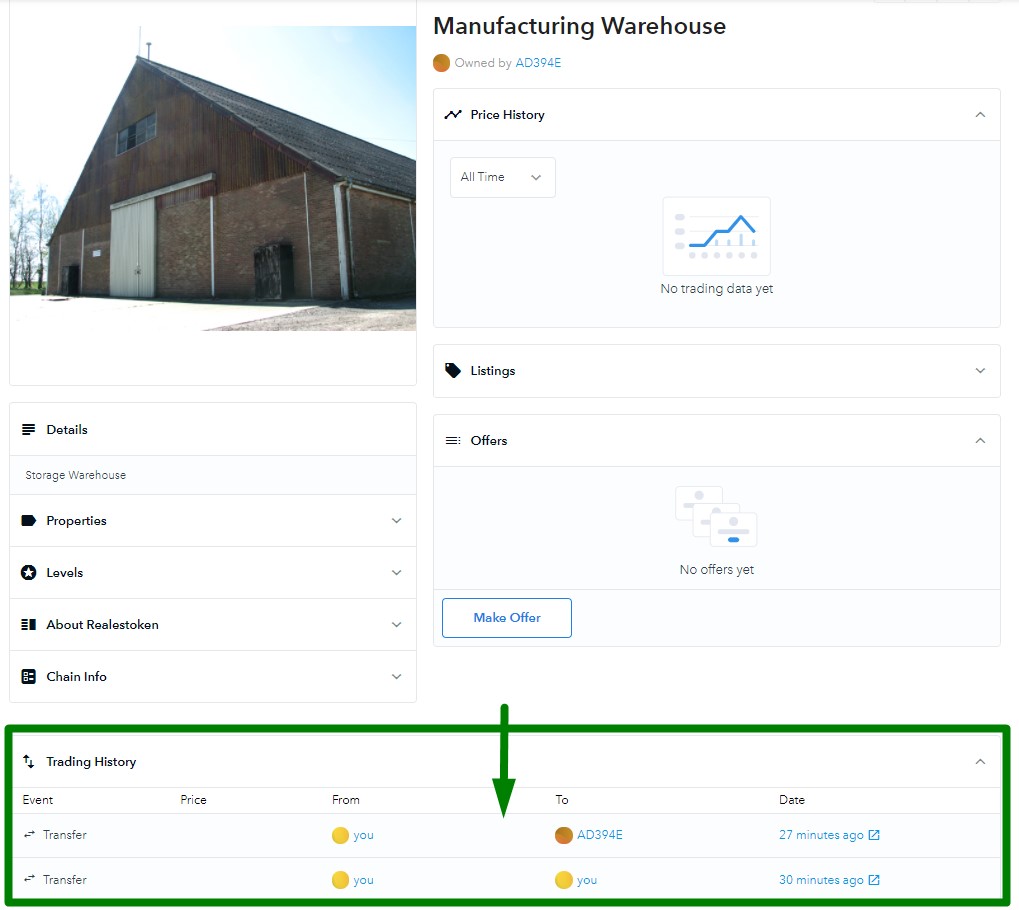 Manufacturing Warehouse
Owned by AD394E
Price History
All Time
No trading data yet
Listings
Offers
No offers yet
Make Offer
Details
Storage Warehouse
Properties
Levels
About Realestoken
Chain Info
Trading History
Event Price From To Date
Transfer you AD394E 27 minutes ago
Transfer you you 30 minutes ago